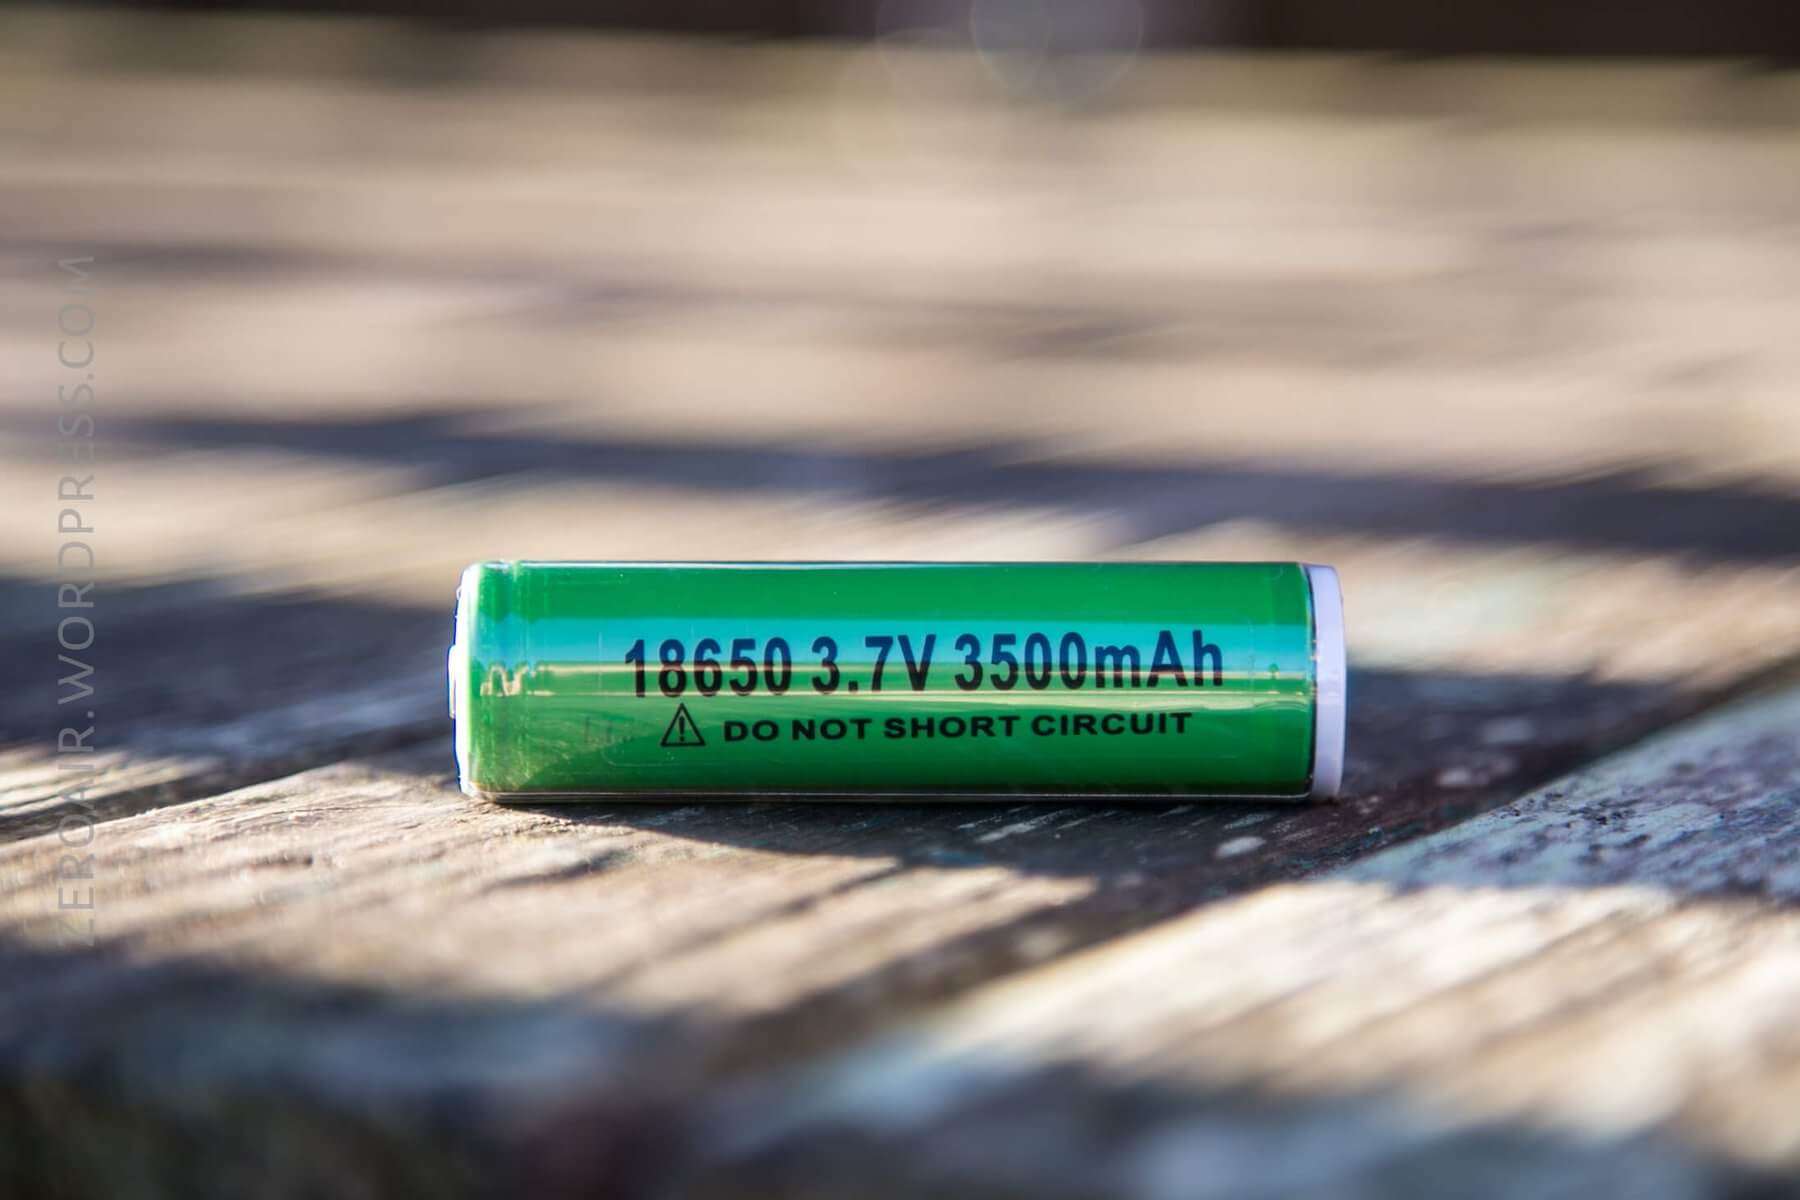 18650 3.7V 3500mAh
⚠ DO NOT SHORT CIRCUIT
ZEROAIR.WORDPRESS.COM